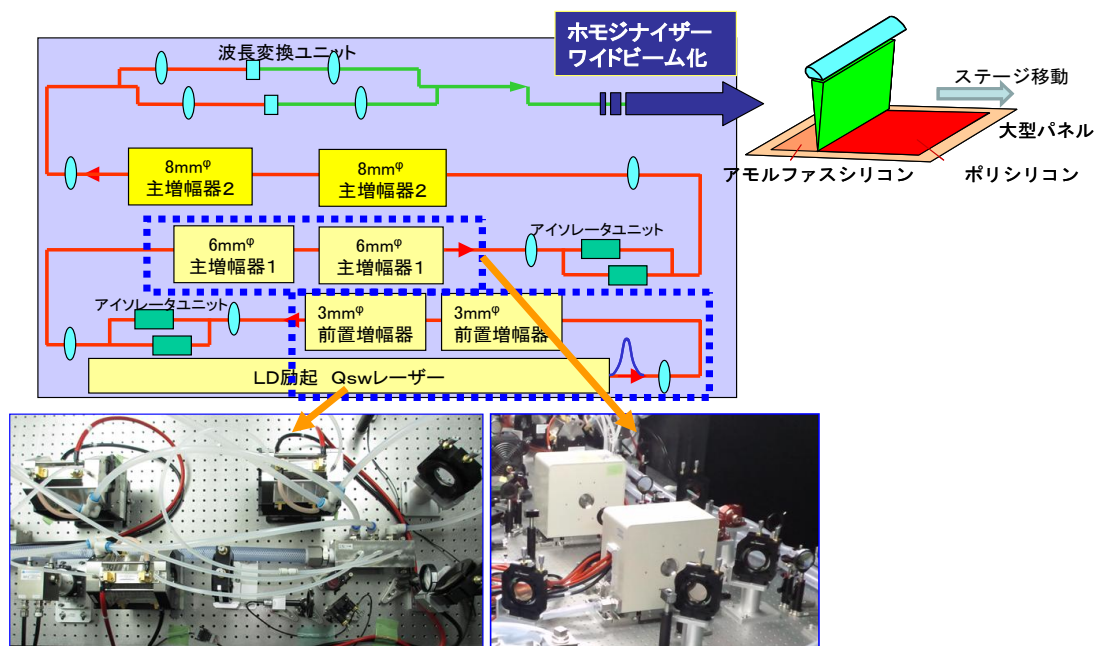 ホモジナイザー
ワイドビーム化
波長変換ユニット
ステージ移動
大型パネル
アモルファスシリコン
ポリシリコン
8mmφ
主増幅器2
8mmφ
主増幅器2
アイソレータユニット
6mmφ
主増幅器1
6mmφ
主増幅器1
アイソレータユニット
3mmφ
前置増幅器
3mmφ
前置増幅器
LD励起 Qswレーザー